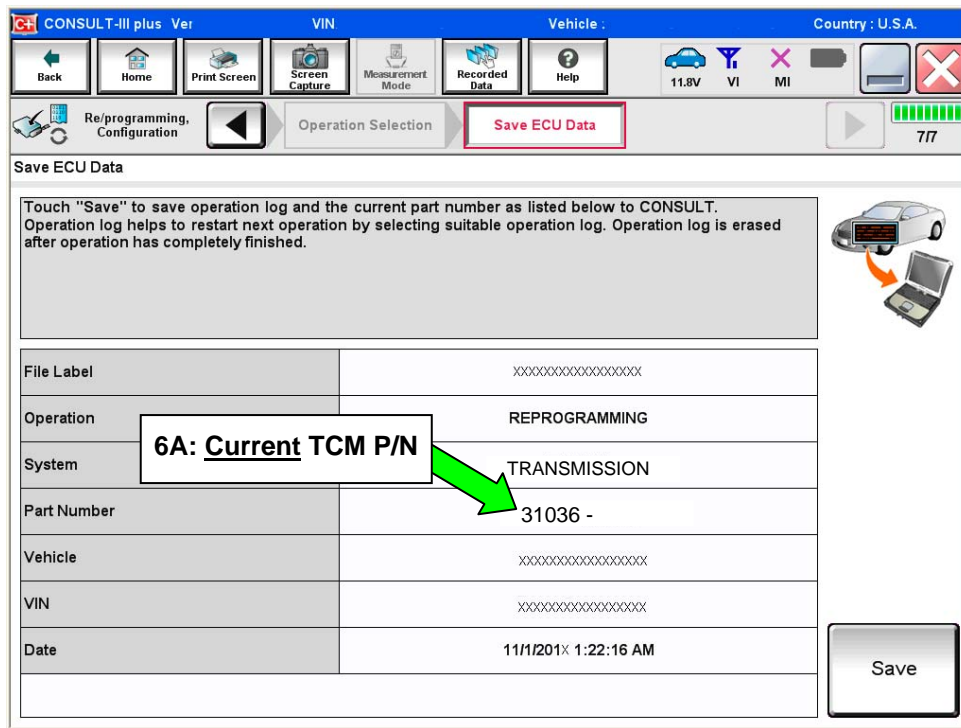 C+ CONSULT-III plus Ver VIN. Vehicle : Country : U.S.A.
Back
Home
Print Screen
Screen
Capture
Measurement
Mode
Recorded
Data
Help
11.8V
VI
MI
Re/programming,
Configuration
Operation Selection
Save ECU Data
7/7
Save ECU Data
Touch "Save" to save operation log and the current part number as listed below to CONSULT.
Operation log helps to restart next operation by selecting suitable operation log. Operation log is erased
after operation has completely finished.
File Label XXXXXXXXXXXXXXXXX
Operation REPROGRAMMING
6A: Current TCM P/N
System TRANSMISSION
Part Number 31036 -
Vehicle XXXXXXXXXXXXXXXXX
VIN XXXXXXXXXXXXXXXXX
Date 11/1/201X 1:22:16 AM
Save